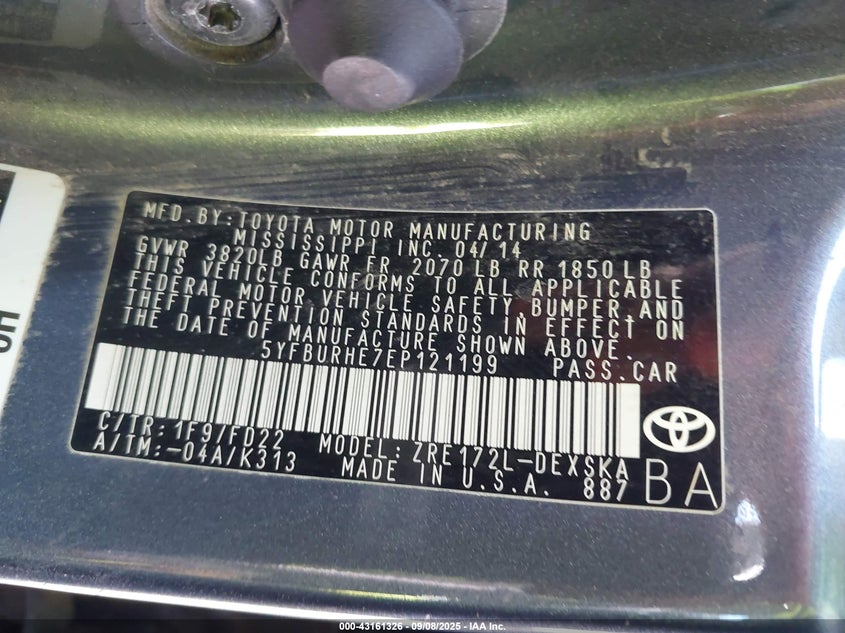 MFD.BY:TOYOTA MOTOR MANUFACTURING
MISSISSIPPI INC. 04/14
GVWR 3820LB GAWR FR 2070 LB RR 1850 LB
THIS VEHICLE CONFORMS TO ALL APPLICABLE
FEDERAL MOTOR VEHICLE SAFETY,BUMPER,AND
THEFT PREVENTION STANDARDS IN EFFECT ON
THE DATE OF MANUFACTURE SHOWN ABOVE.
5YFBURHE7EP121199 PASS.CAR
C/TR:1F9/FD22 MODEL:ZRE172L-DEXSKA
A/TM:-04A/K313 MADE IN U.S.A. 887
BA
000-43161326 - 09/08/2025 - IAA Inc.